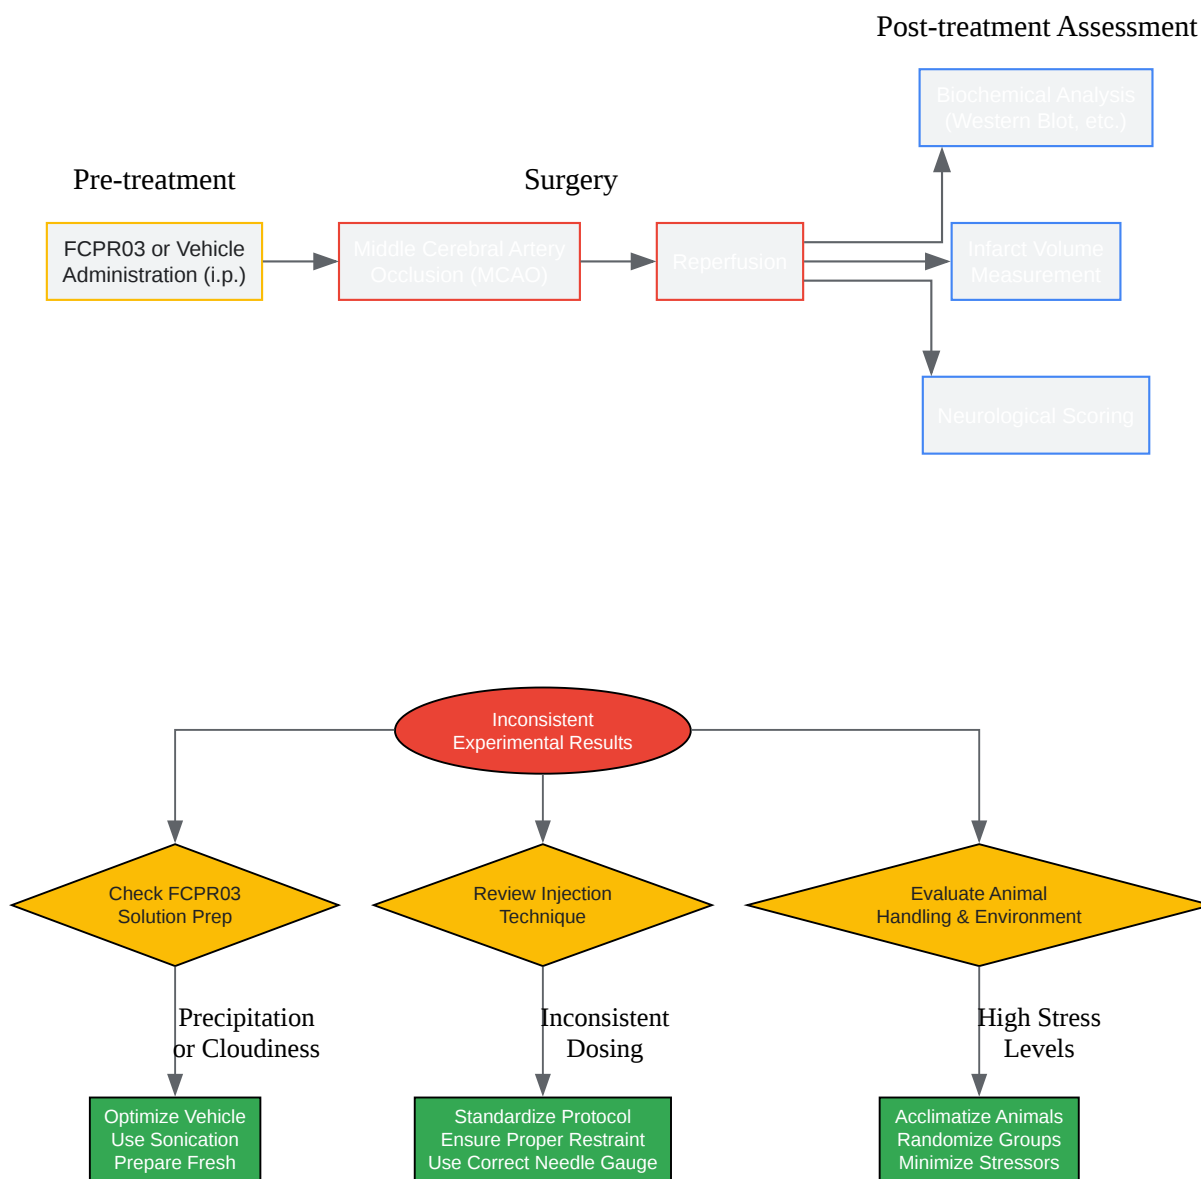 Post-treatment Assessment
Biochemical Analysis
(Western Blot, etc.)
Pre-treatment
Surgery
FCPR03 or Vehicle
Administration (i.p.)
Middle Cerebral Artery
Occlusion (MCAO)
Reperfusion
Infarct Volume
Measurement
Neurological Scoring
Inconsistent
Experimental Results
Check FCPR03
Solution Prep
Review Injection
Technique
Evaluate Animal
Handling & Environment
Precipitation
or Cloudiness
Inconsistent
Dosing
High Stress
Levels
Optimize Vehicle
Use Sonication
Prepare Fresh
Standardize Protocol
Ensure Proper Restraint
Use Correct Needle Gauge
Acclimatize Animals
Randomize Groups
Minimize Stressors